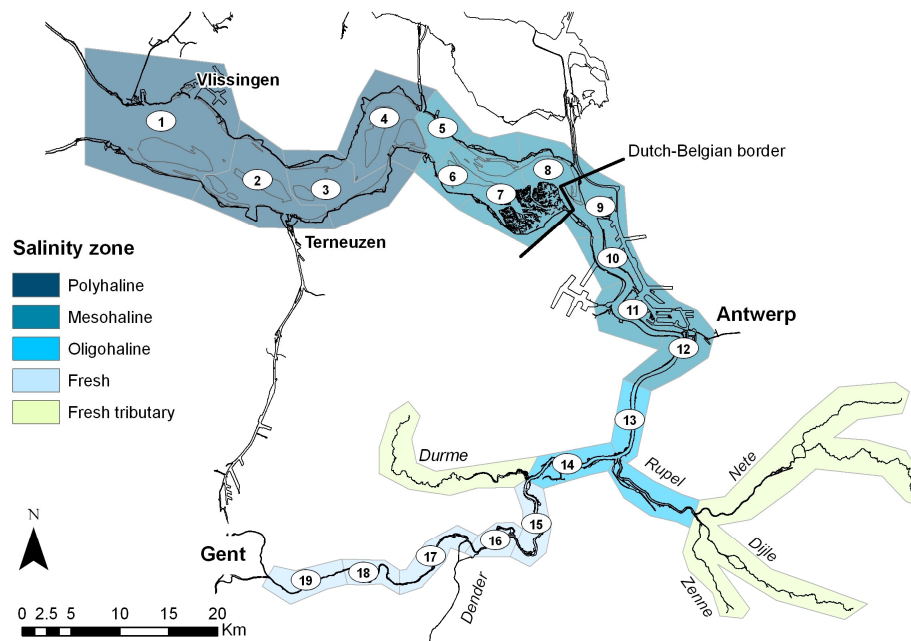 Vlissingen
1
2
3
4
5
6
7
8
9
10
11
12
13
14
15
16
17
18
19
Dutch-Belgian border
Terneuzen
Antwerp
Salinity zone
Polyhaline
Mesohaline
Oligohaline
Fresh
Fresh tributary
Durme
Rupel
Nete
Dijle
Zenne
Dender
Gent
N
0 2.5 5 10 15 20
Km